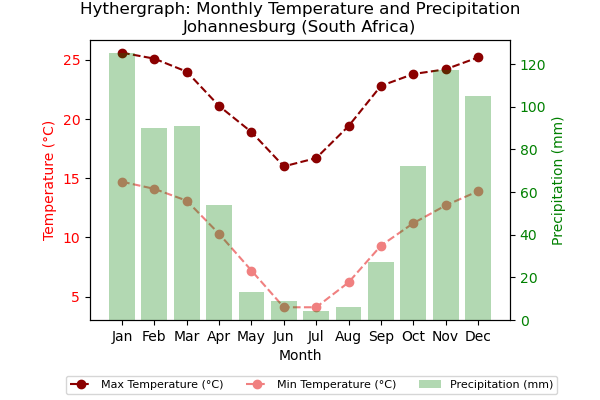 Hythergraph: Monthly Temperature and Precipitation
Johannesburg (South Africa)
Temperature (°C)
25
20
15
10
5
120
100
80
60
40
20
0
Precipitation (mm)
Jan Feb Mar Apr May Jun Jul Aug Sep Oct Nov Dec
Month
Max Temperature (°C) Min Temperature (°C) Precipitation (mm)